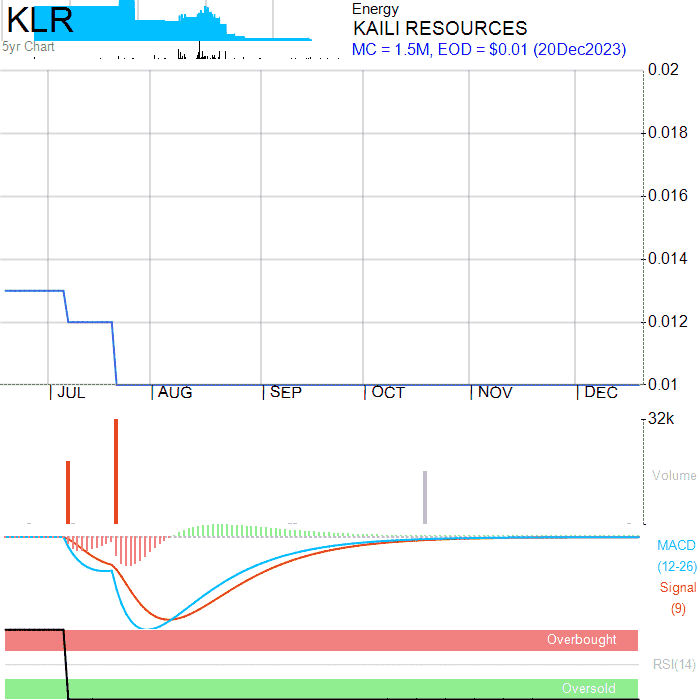 KLR
5yr Chart
Energy
KAILI RESOURCES
MC = 1.5M, EOD = $0.01 (20Dec2023)
0.02
0.018
0.016
0.014
0.012
0.01
JUL AUG SEP OCT NOV DEC
32k
Volume
MACD
(12-26)
Signal
(9)
Overbought
RSI(14)
Oversold